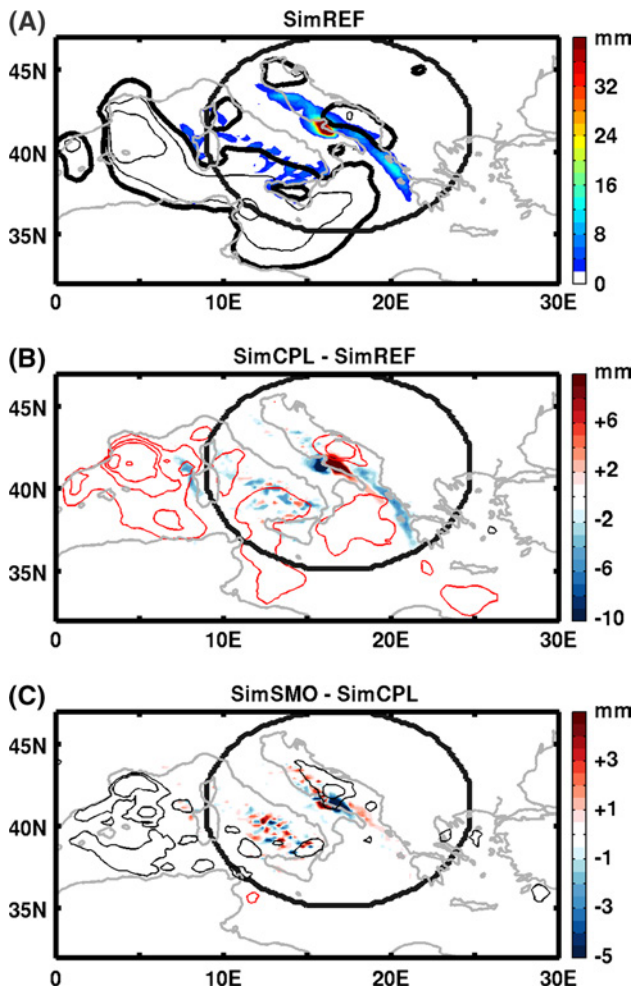 (A) SimREF
mm
45N
40N
35N
32
24
16
8
0
0 10E 20E 30E
(B) SimCPL - SimREF
mm
45N
40N
35N
+6
+2
-2
-6
-10
0 10E 20E 30E
(C) SimSMO - SimCPL
mm
45N
40N
35N
+3
+1
-1
-3
-5
0 10E 20E 30E